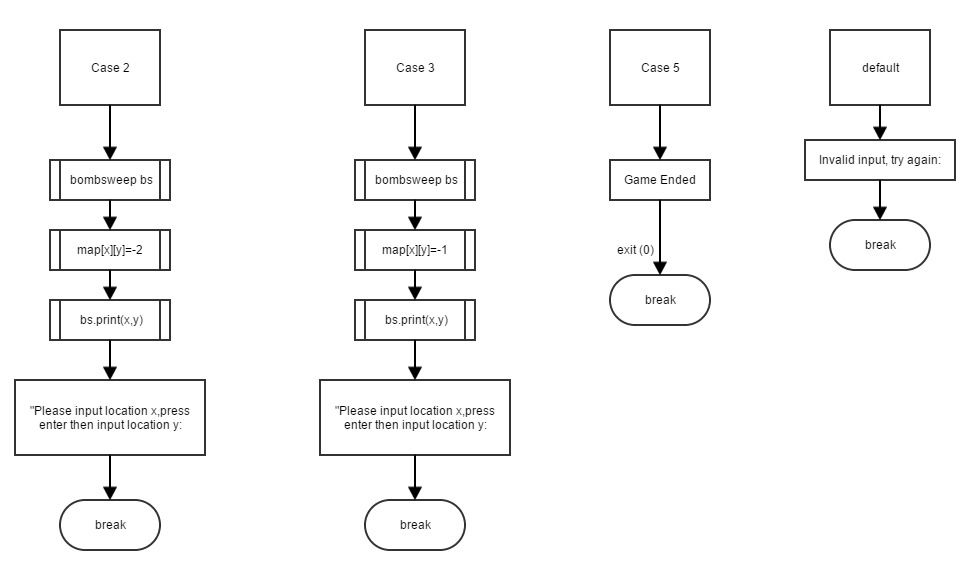 Case 2
bombsweep bs
map[x][y]=-2
bs.print(x,y)
"Please input location x,press
enter then input location y:
break
Case 3
bombsweep bs
map[x][y]=-1
bs.print(x,y)
"Please input location x,press
enter then input location y:
break
Case 5
Game Ended
exit (0)
break
default
Invalid input, try again:
break